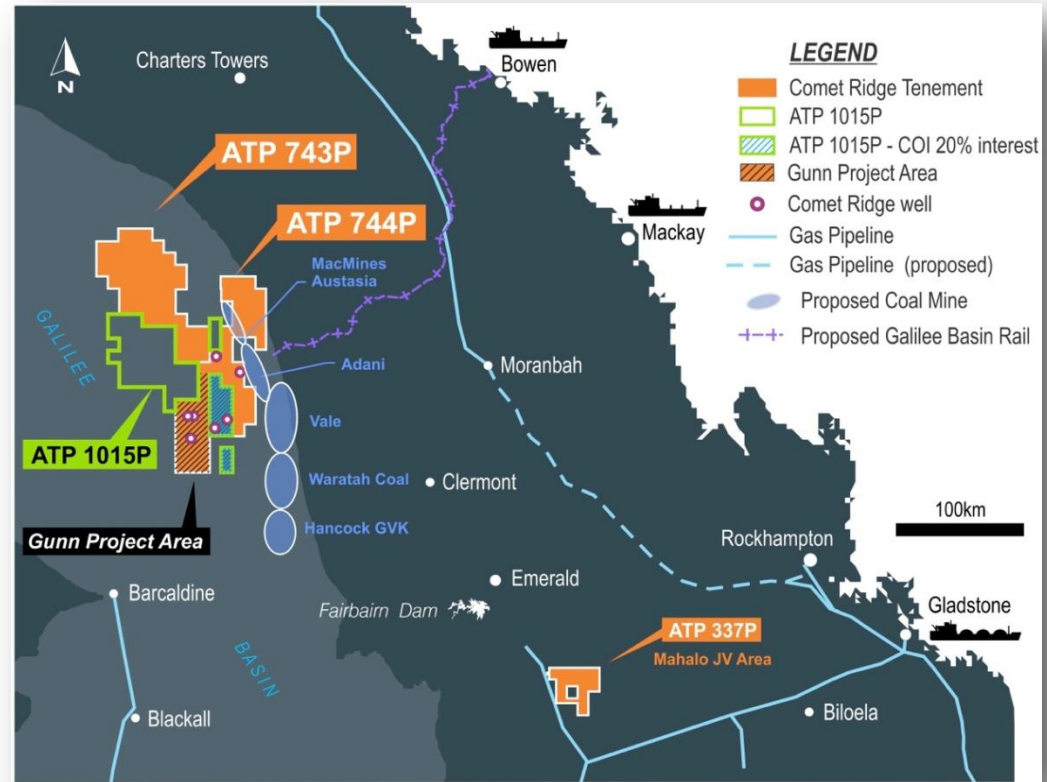 N
Charters Towers
Bowen
Mackay
LEGEND
Comet Ridge Tenement
ATP 1015P
ATP 1015P - COI 20% interest
Gunn Project Area
Comet Ridge well
Gas Pipeline
Gas Pipeline (proposed)
Proposed Coal Mine
Proposed Galilee Basin Rail
ATP 743P
ATP 744P
MacMines
Austasia
GALILEE
Adani
Moranbah
Vale
ATP 1015P
Waratah Coal
Clermont
Hancock GVK
Gunn Project Area
100km
Rockhampton
Barcaldine
Emerald
Fairbairn Dam
Gladstone
ATP 337P
Mahalo JV Area
BASIN
Blackall
Biloela